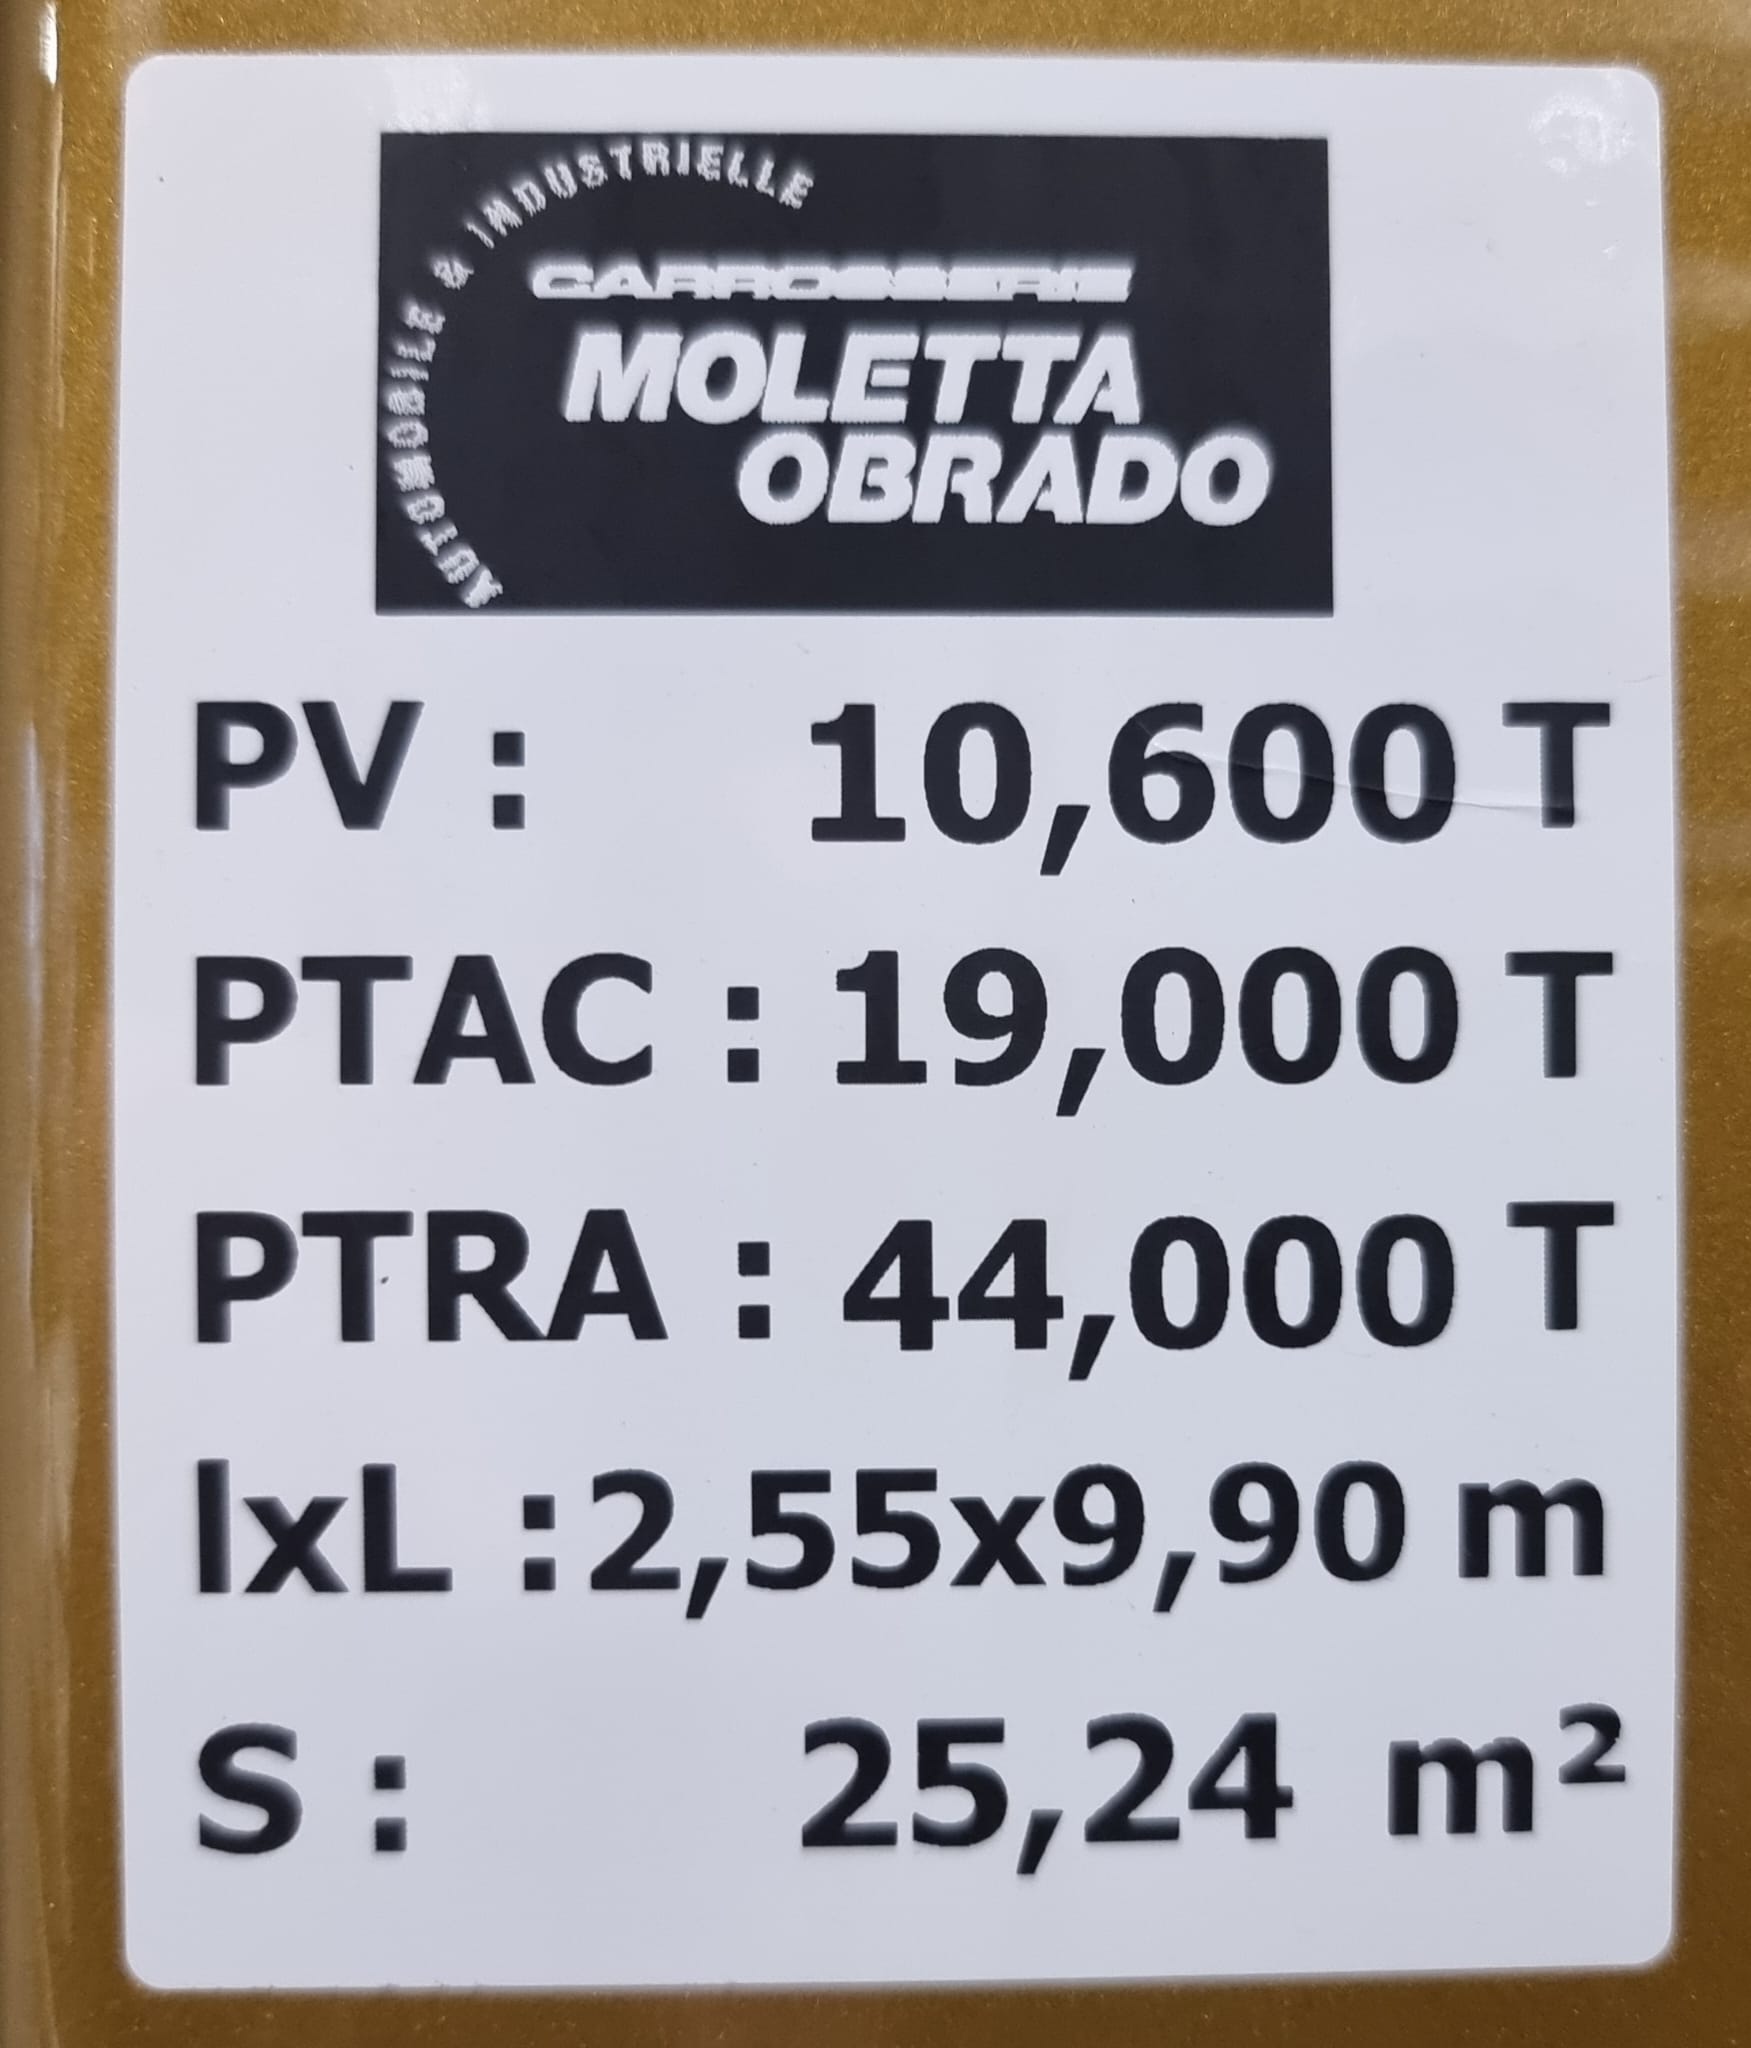 AUTOMOBILE & INDUSTRIELLE
CARROSSERIE
MOLETTA
OBRADO
PV : 10,600 T
PTAC : 19,000 T
PTRA : 44,000 T
lxL : 2,55x9,90 m
S : 25,24 m²